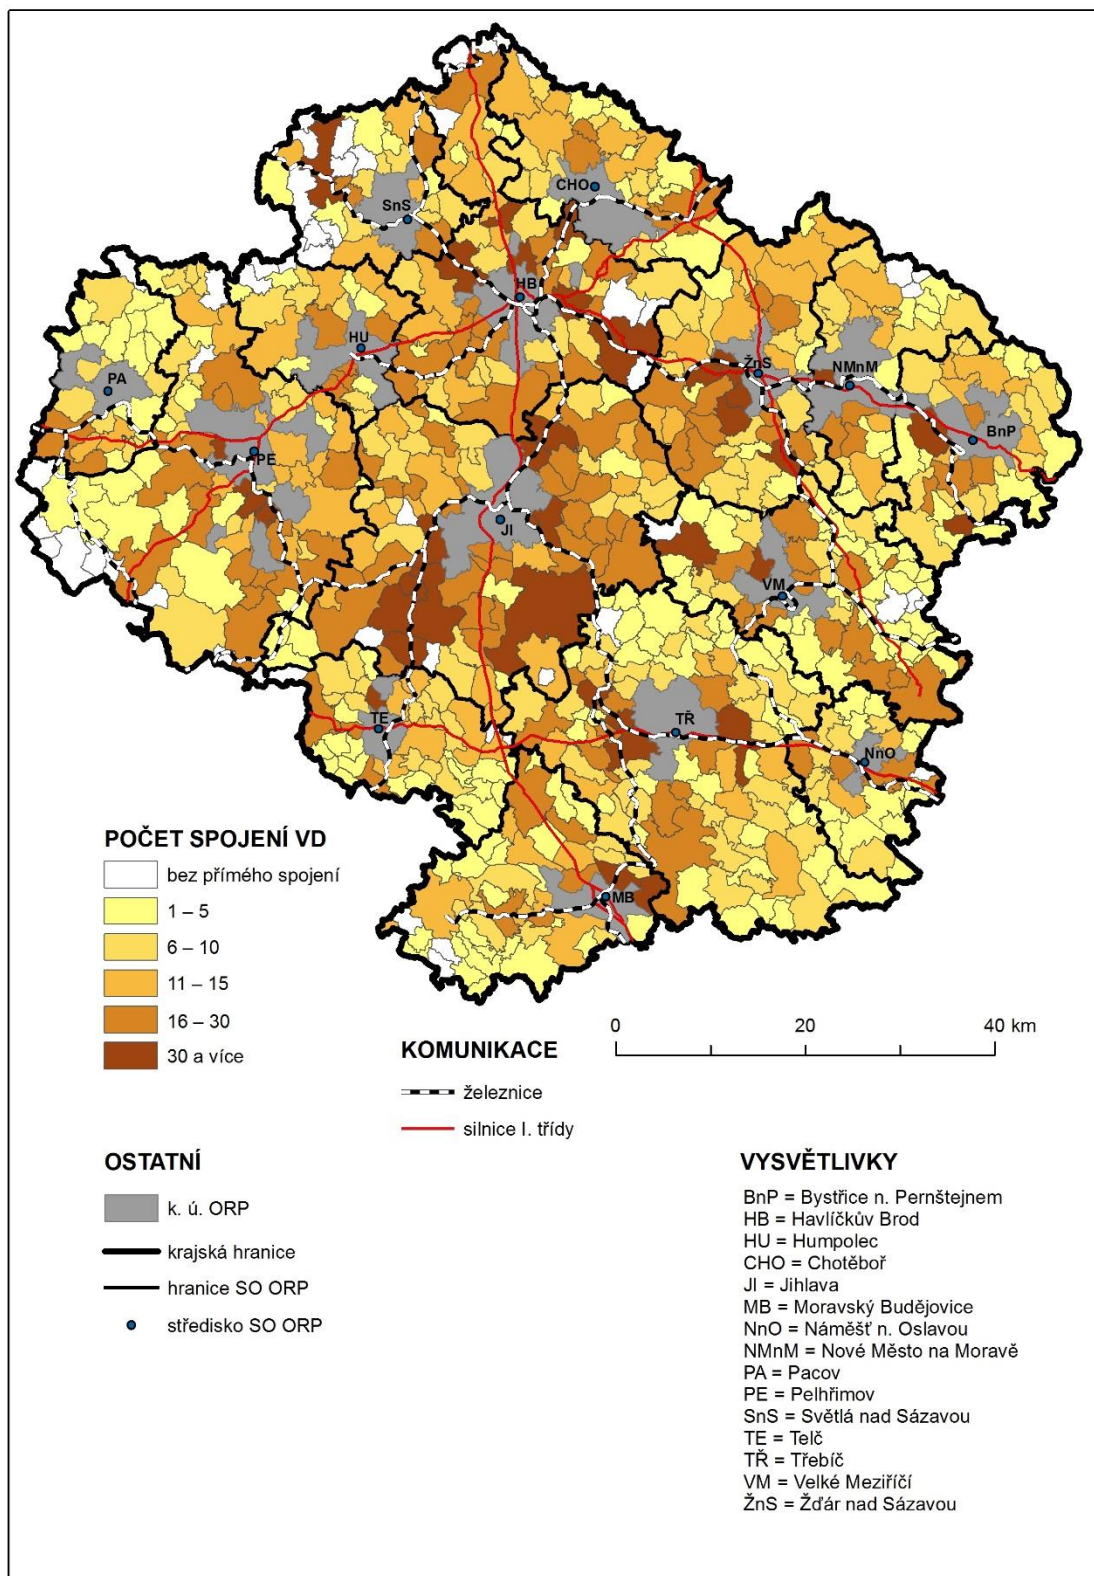 CHO
SnS
HB
HU
PA
ŽnS
NMnM
BnP
PE
JI
VM
TE
TŘ
NnO
MB
POČET SPOJENÍ VD
bez přímého spojení
1 – 5
6 – 10
11 – 15
16 – 30
30 a více
0 20 40 km
KOMUNIKACE
železnice
silnice I. třídy
OSTATNÍ
k. ú. ORP
krajská hranice
hranice SO ORP
středisko SO ORP
VYSVĚTLIVKY
BnP = Bystřice n. Pernštejnem
HB = Havlíčkův Brod
HU = Humpolec
CHO = Chotěboř
JI = Jihlava
MB = Moravský Budějovice
NnO = Náměšť n. Oslavou
NMnM = Nové Město na Moravě
PA = Pacov
PE = Pelhřimov
SnS = Světlá nad Sázavou
TE = Telč
TŘ = Třebíč
VM = Velké Meziříčí
ŽnS = Žďár nad Sázavou